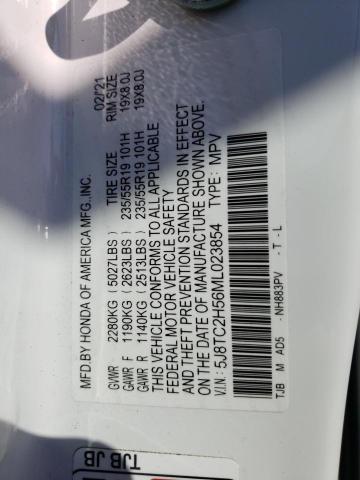 MFD.BY HONDA OF AMERICA MFG.,INC. 02/'21
GVWR 2280KG (5027LBS) TIRE SIZE RIM SIZE
GAWR F 1190KG (2623LBS) 235/55R19 101H 19X8.0J
GAWR R 1140KG (2513LBS) 235/55R19 101H 19X8.0J
THIS VEHICLE CONFORMS TO ALL APPLICABLE
FEDERAL MOTOR VEHICLE SAFETY
AND THEFT PREVENTION STANDARDS IN EFFECT
ON THE DATE OF MANUFACTURE SHOWN ABOVE.
V.I.N: 5J8TC2H56ML023854 TYPE: MPV
TJB M AD5 - NH883PV - T - L
TJB JB